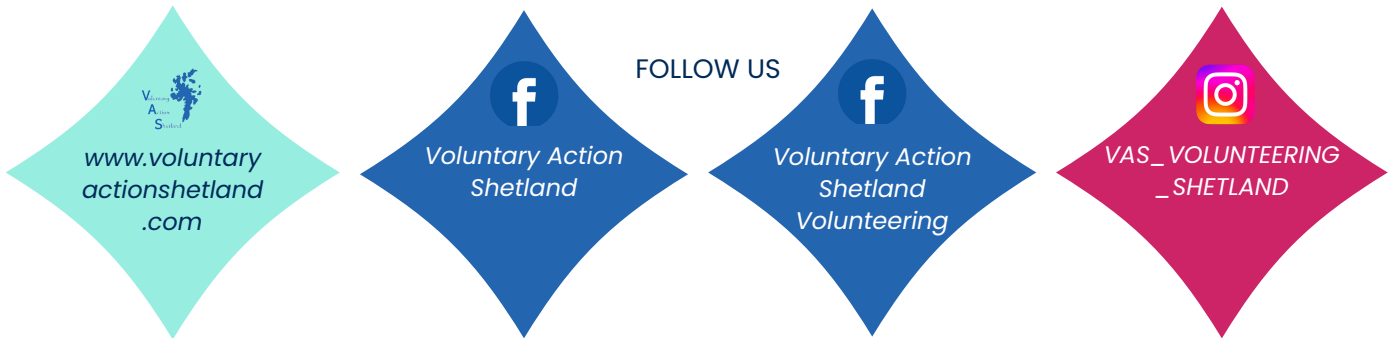 FOLLOW US
Voluntary
Action
Shetland
www.voluntary
actionshetland
.com
Voluntary Action
Shetland
Voluntary Action
Shetland
Volunteering
VAS_VOLUNTEERING
_SHETLAND